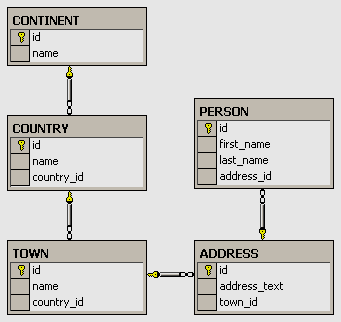 CONTINENT
id
name
COUNTRY
id
name
country_id
PERSON
id
first_name
last_name
address_id
TOWN
id
name
country_id
ADDRESS
id
address_text
town_id